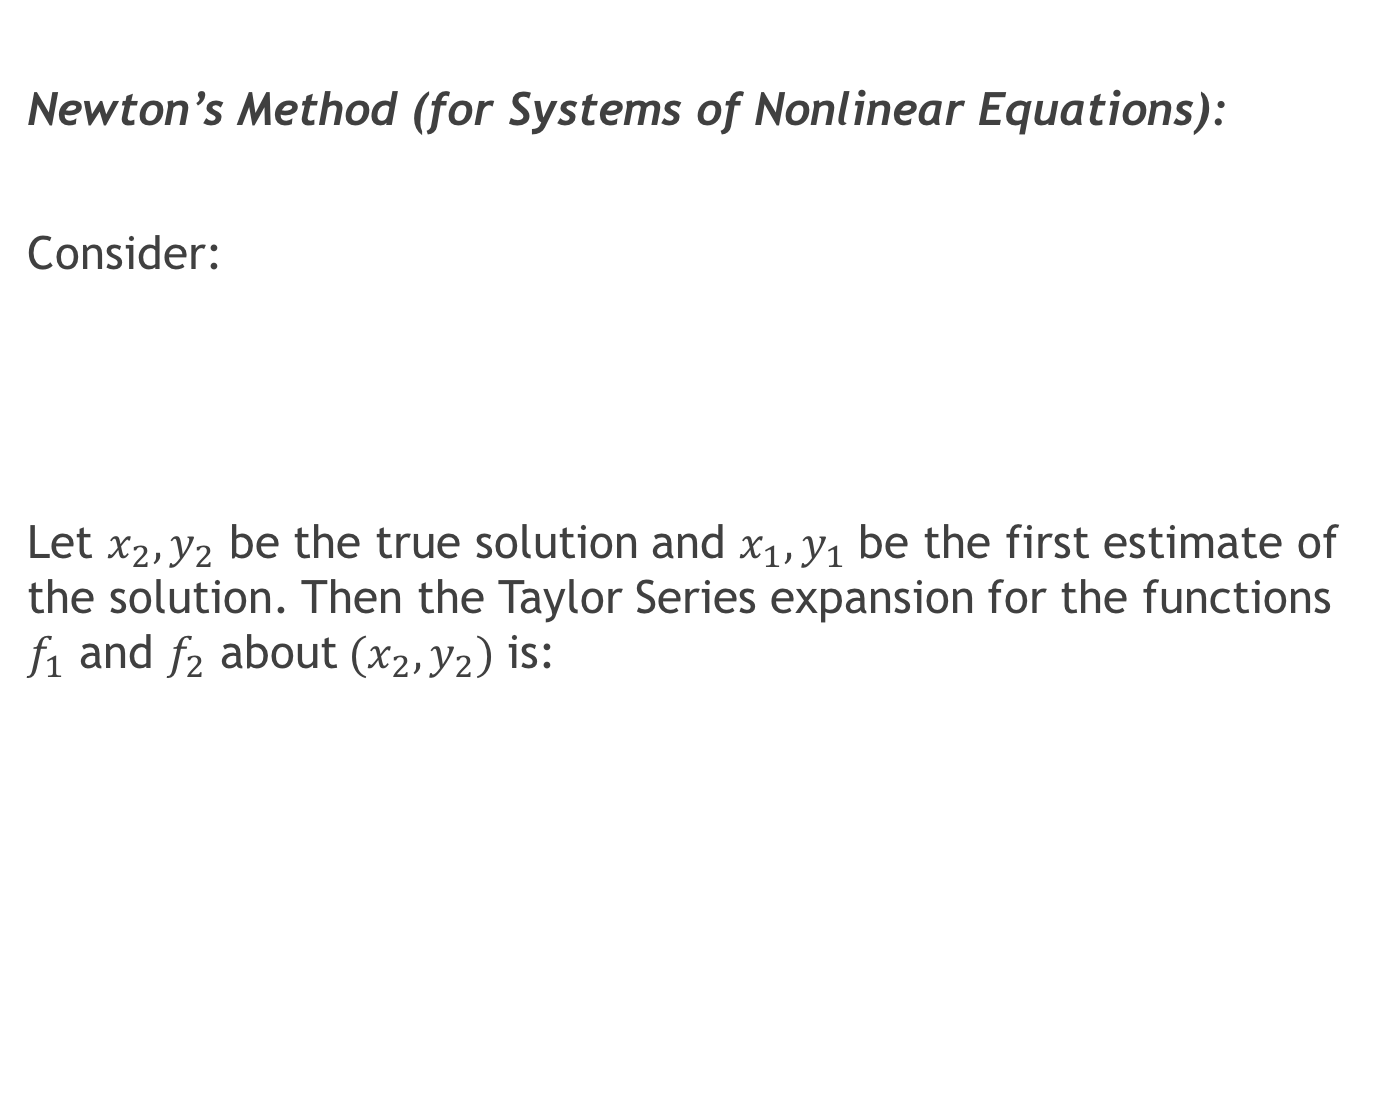 Newton’s Method (for Systems of Nonlinear Equations):
Consider:
Let x₂, y₂ be the true solution and x₁, y₁ be the first estimate of
the solution. Then the Taylor Series expansion for the functions
f₁ and f₂ about (x₂, y₂) is: